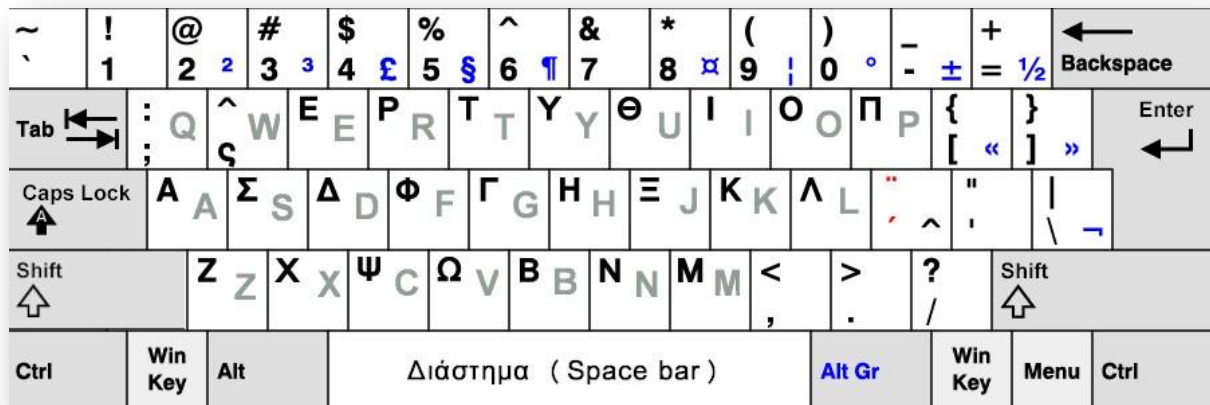 ~ ! @ # $ % ^ & * ( ) _ +
` 1 2 ² 3 ³ 4 £ 5 § 6 ¶ 7 8 ¤ 9 ¦ 0 ° - ± = ½ Backspace
Tab : Q ^ W Ε E Ρ R Τ T Υ Y Θ U Ι I Ο O Π P { } Enter
; ς [ « ] »
Caps Lock Α A Σ S Δ D Φ F Γ G Η H Ξ J Κ K Λ L ¨ " |
A ΄ ^ ' \ ¬
Shift Ζ Z Χ X Ψ C Ω V Β B Ν N Μ M < > ? Shift
, . /
Ctrl Win Key Alt Διάστημα ( Space bar ) Alt Gr Win Key Menu Ctrl